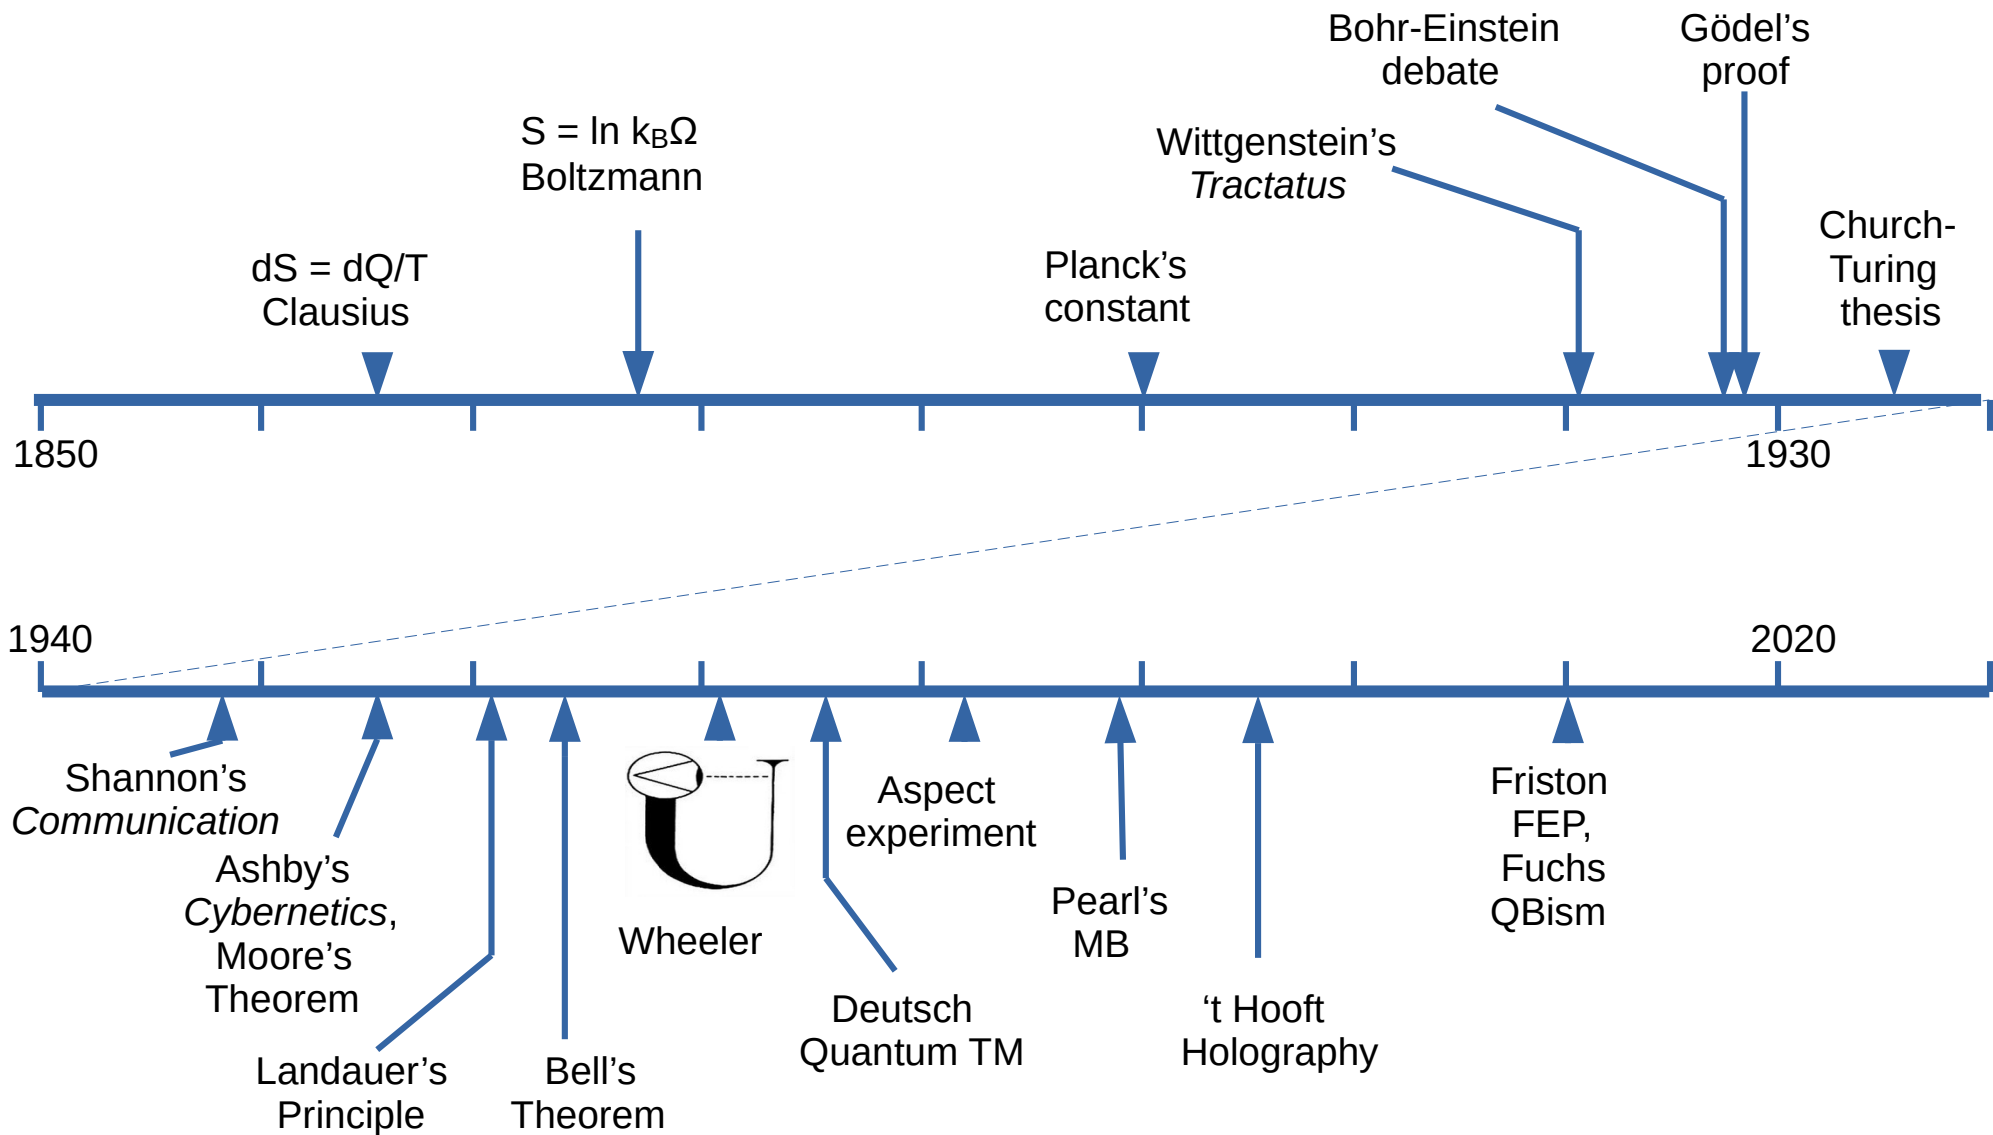 Bohr-Einstein
debate
Gödel’s
proof
S = ln kBΩ
Boltzmann
Wittgenstein’s
Tractatus
Church-
Turing
thesis
dS = dQ/T
Clausius
Planck’s
constant
1850
1930
1940
2020
Shannon’s
Communication
Ashby’s
Cybernetics,
Moore’s
Theorem
Landauer’s
Principle
Bell’s
Theorem
Wheeler
Deutsch
Quantum TM
Aspect
experiment
Pearl’s
MB
‘t Hooft
Holography
Friston
FEP,
Fuchs
QBism